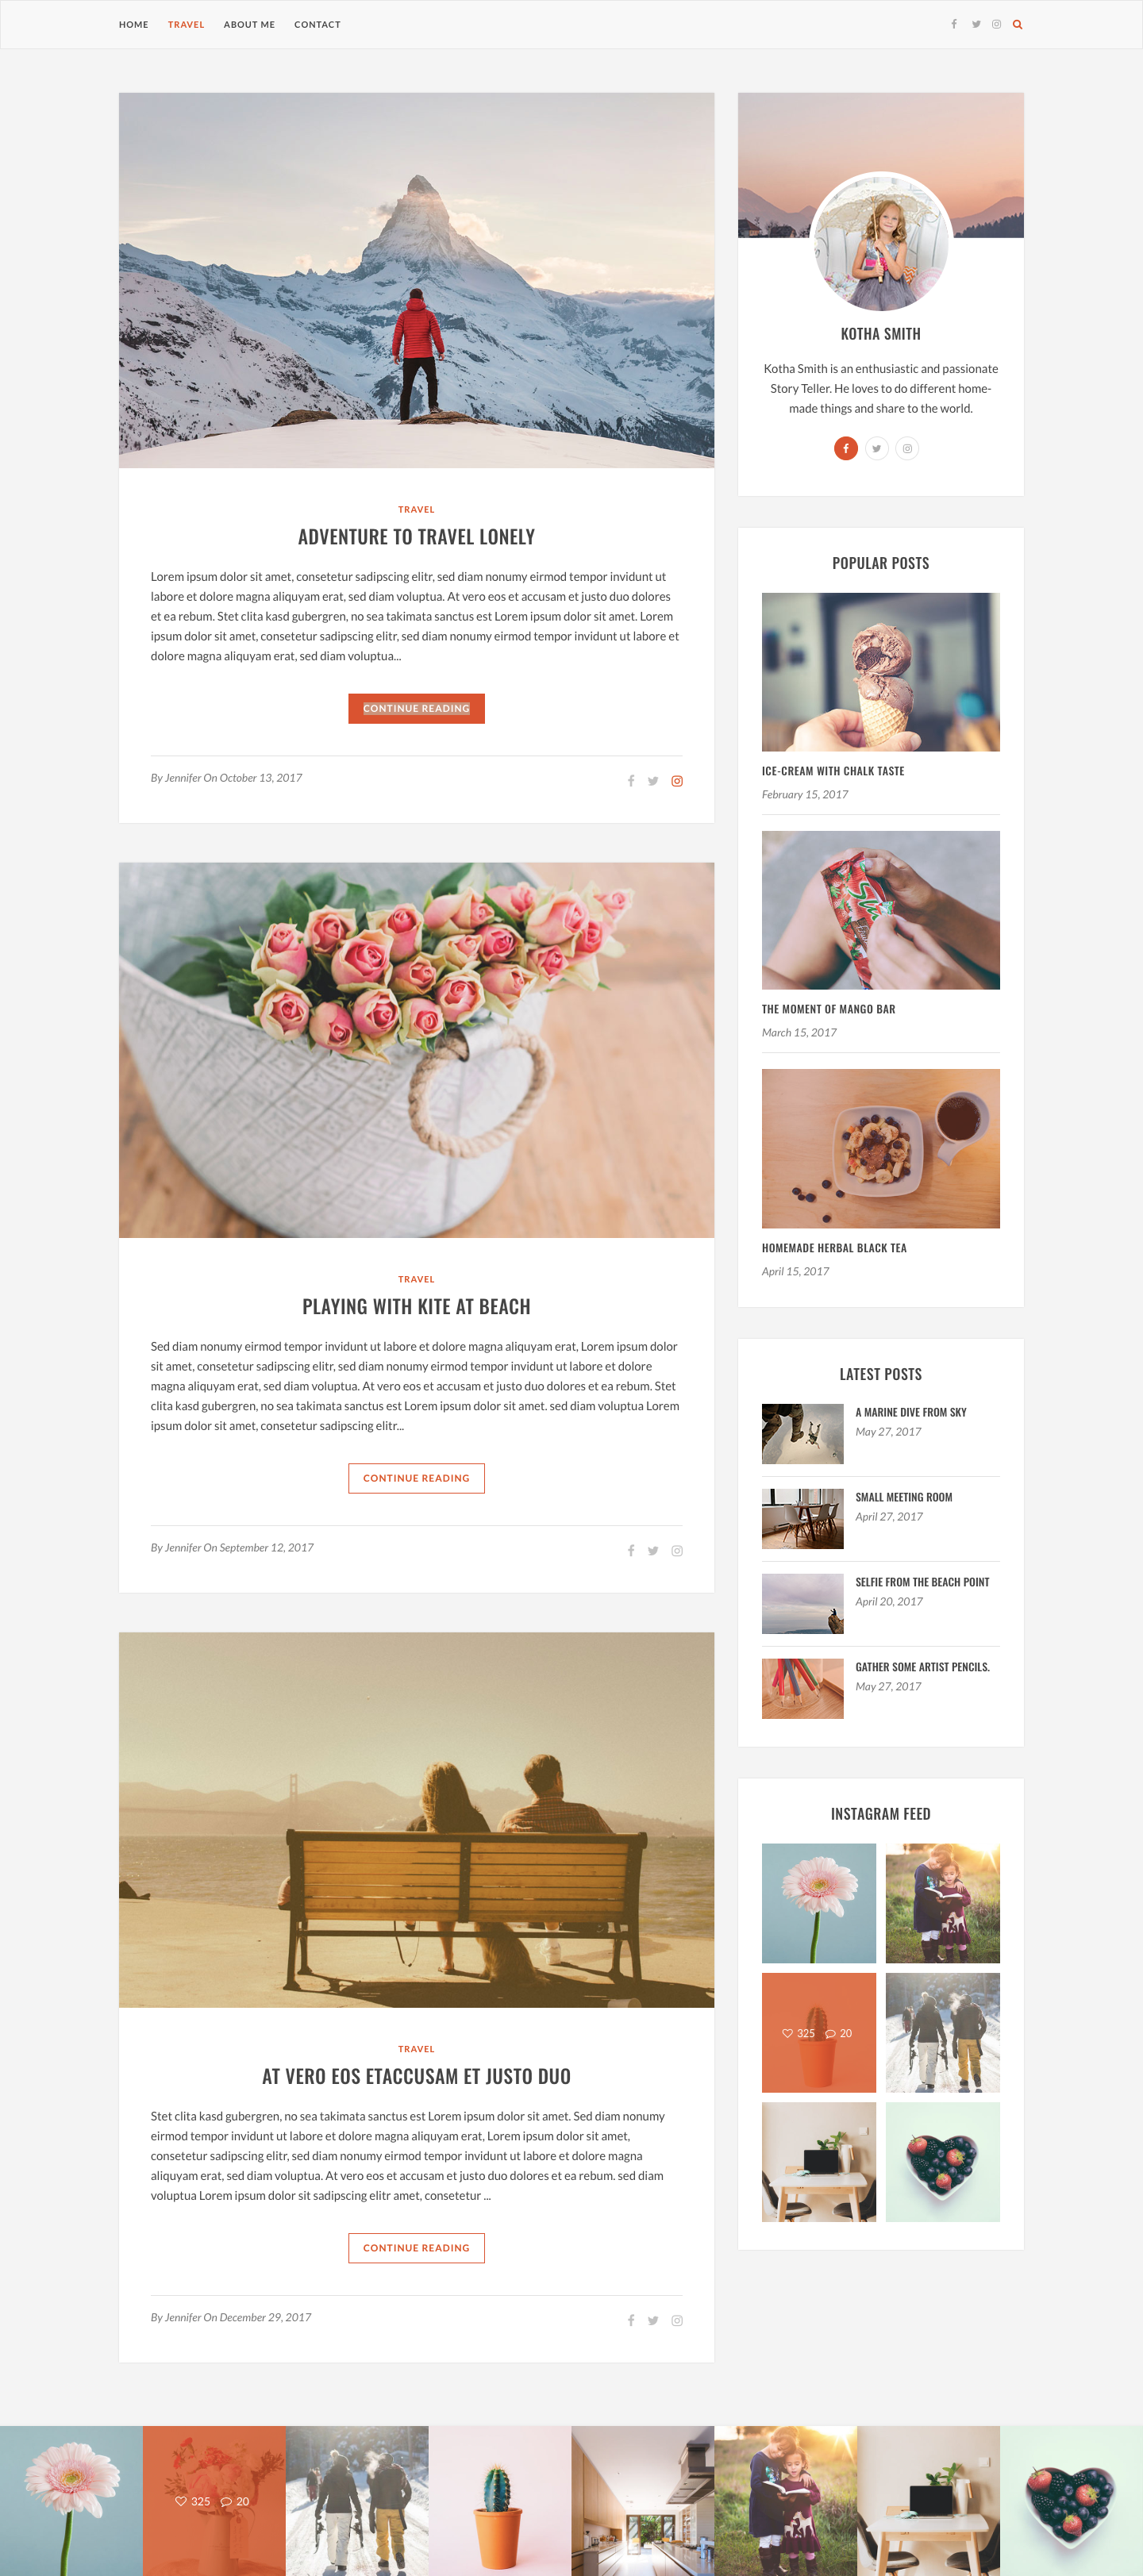 HOME TRAVEL ABOUT ME CONTACT
TRAVEL
ADVENTURE TO TRAVEL LONELY
Lorem ipsum dolor sit amet, consetetur sadipscing elitr, sed diam nonumy eirmod tempor invidunt ut
labore et dolore magna aliquyam erat, sed diam voluptua. At vero eos et accusam et justo duo dolores
et ea rebum. Stet clita kasd gubergren, no sea takimata sanctus est Lorem ipsum dolor sit amet. Lorem
ipsum dolor sit amet, consetetur sadipscing elitr, sed diam nonumy eirmod tempor invidunt ut labore et
dolore magna aliquyam erat, sed diam voluptua...
CONTINUE READING
By Jennifer On October 13, 2017
TRAVEL
PLAYING WITH KITE AT BEACH
Sed diam nonumy eirmod tempor invidunt ut labore et dolore magna aliquyam erat, Lorem ipsum dolor
sit amet, consetetur sadipscing elitr, sed diam nonumy eirmod tempor invidunt ut labore et dolore
magna aliquyam erat, sed diam voluptua. At vero eos et accusam et justo duo dolores et ea rebum. Stet
clita kasd gubergren, no sea takimata sanctus est Lorem ipsum dolor sit amet. sed diam voluptua Lorem
ipsum dolor sit amet, consetetur sadipscing elitr...
CONTINUE READING
By Jennifer On September 12, 2017
TRAVEL
AT VERO EOS ETACCUSAM ET JUSTO DUO
Stet clita kasd gubergren, no sea takimata sanctus est Lorem ipsum dolor sit amet. Sed diam nonumy
eirmod tempor invidunt ut labore et dolore magna aliquyam erat, Lorem ipsum dolor sit amet,
consetetur sadipscing elitr, sed diam nonumy eirmod tempor invidunt ut labore et dolore magna
aliquyam erat, sed diam voluptua. At vero eos et accusam et justo duo dolores et ea rebum. sed diam
voluptua Lorem ipsum dolor sit sadipscing elitr amet, consetetur ...
CONTINUE READING
By Jennifer On December 29, 2017
KOTHA SMITH
Kotha Smith is an enthusiastic and passionate
Story Teller. He loves to do different home-
made things and share to the world.
POPULAR POSTS
ICE-CREAM WITH CHALK TASTE
February 15, 2017
THE MOMENT OF MANGO BAR
March 15, 2017
HOMEMADE HERBAL BLACK TEA
April 15, 2017
LATEST POSTS
A MARINE DIVE FROM SKY
May 27, 2017
SMALL MEETING ROOM
April 27, 2017
SELFIE FROM THE BEACH POINT
April 20, 2017
GATHER SOME ARTIST PENCILS.
May 27, 2017
INSTAGRAM FEED
325 20
325 20